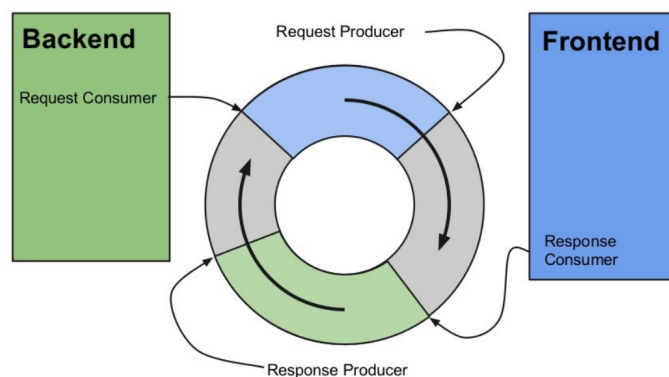 Backend
Request Producer
Frontend
Request Consumer
Response
Consumer
Response Producer